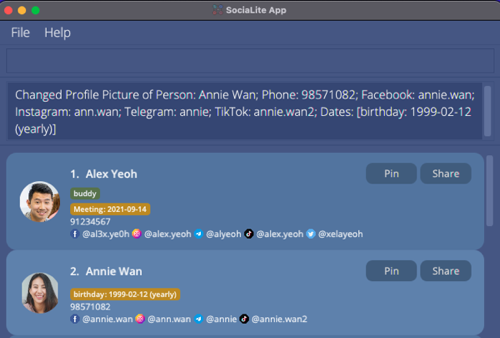 SociaLite App
File Help
Changed Profile Picture of Person: Annie Wan; Phone: 98571082; Facebook: annie.wan;
Instagram: ann.wan; Telegram: annie; TikTok: annie.wan2; Dates: [birthday: 1999-02-12
(yearly)]
1. Alex Yeoh Pin Share
buddy
Meeting: 2021-09-14
91234567
@al3x.ye0h @alex.yeoh @alyeoh @alex.yeoh @xelayeoh
2. Annie Wan Pin Share
birthday: 1999-02-12 (yearly)
98571082
@annie.wan @ann.wan @annie @annie.wan2